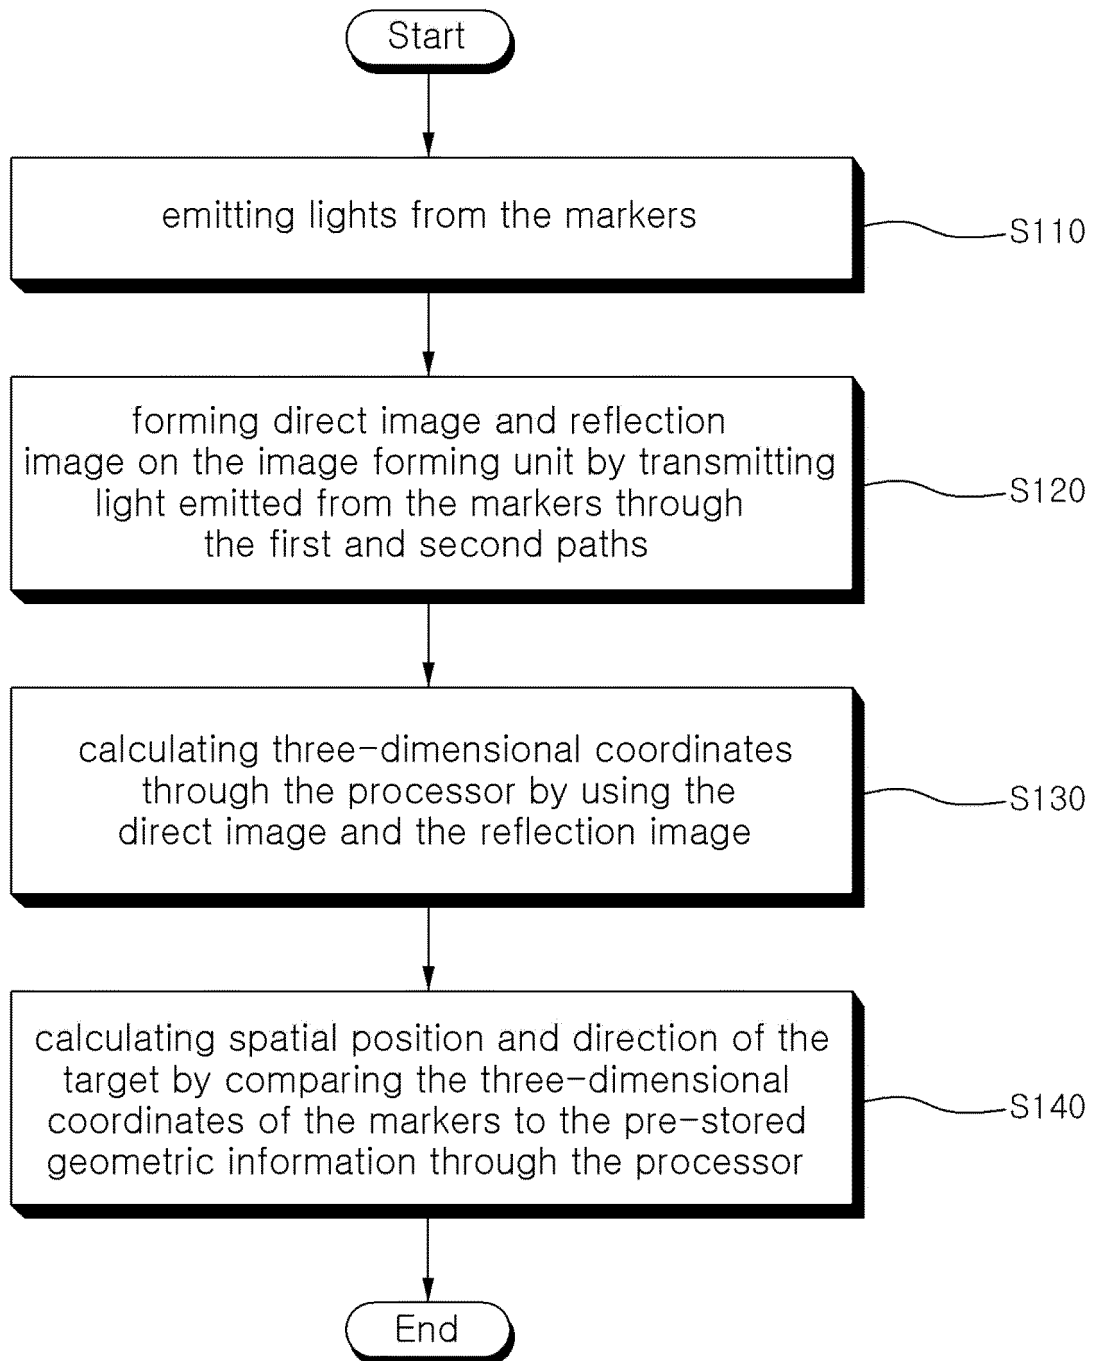 Start
emitting lights from the markers
S110
forming direct image and reflection
image on the image forming unit by transmitting
light emitted from the markers through
the first and second paths
S120
calculating three-dimensional coordinates
through the processor by using the
direct image and the reflection image
S130
calculating spatial position and direction of the
target by comparing the three-dimensional
coordinates of the markers to the pre-stored
geometric information through the processor
S140
End